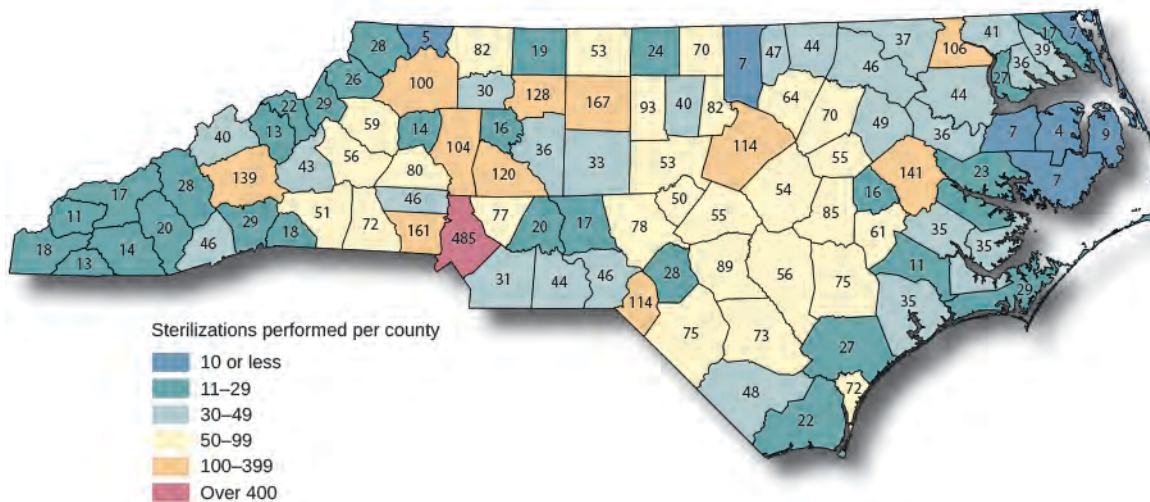 28 5 82 19 53 24 70 7 47 44 37 106 41 17 7
36 39
26 100 30 128 167 93 40 82 64 46 27 44
22 29 59 14 16 70 49 36
40 13 104 36 33 53 114 55 141 7 4 9
43 56 80 120 54 16 23 7
139 46 50
17 28 51 72 77 20 17 78 55 85 61 35 35
11 20 29 18 161 485
18 13 14 46 31 44 46 28 89 56 75 11 29
114 35
75 73 27
48 72
22
Sterilizations performed per county
10 or less
11–29
30–49
50–99
100–399
Over 400